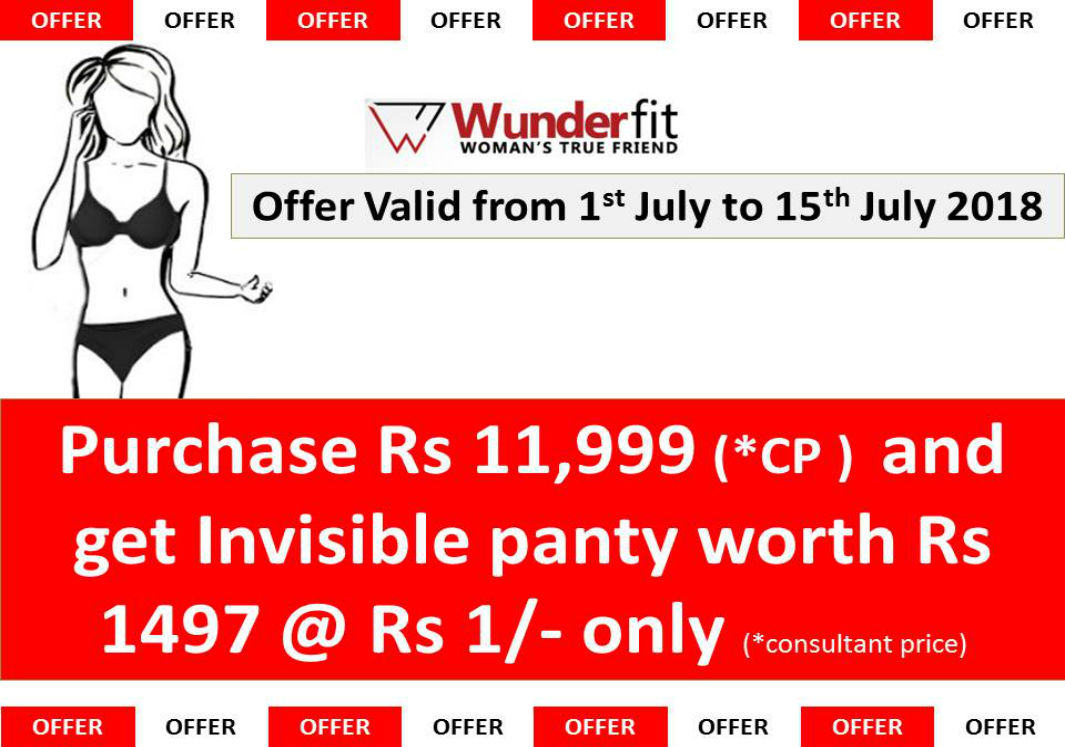 OFFER OFFER OFFER OFFER OFFER OFFER OFFER OFFER
Wunderfit
WOMAN'S TRUE FRIEND
Offer Valid from 1st July to 15th July 2018
Purchase Rs 11,999 (*CP ) and
get Invisible panty worth Rs
1497 @ Rs 1/- only (*consultant price)
OFFER OFFER OFFER OFFER OFFER OFFER OFFER OFFER